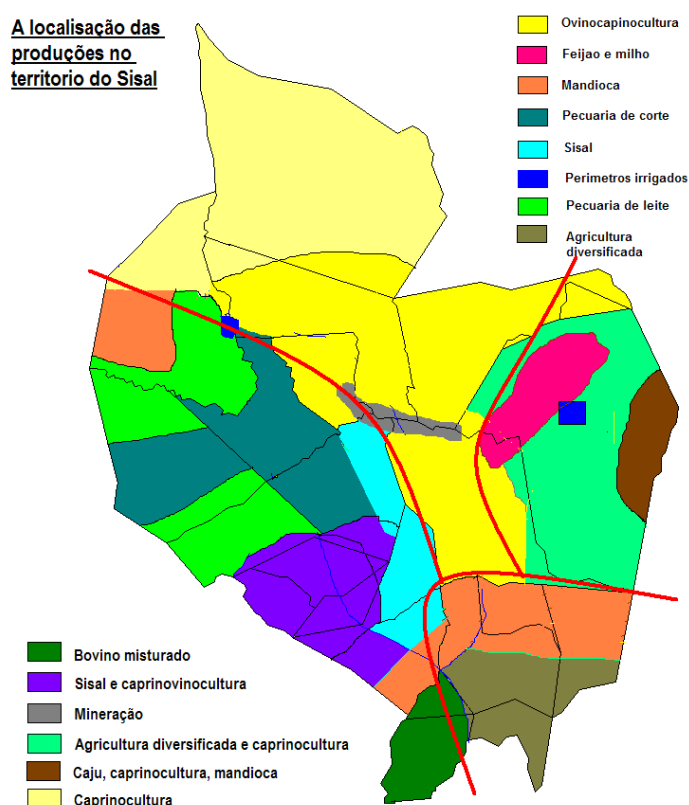 A localisação das
produções no
territorio do Sisal
Ovinocapinocultura
Feijao e milho
Mandioca
Pecuaria de corte
Sisal
Perimetros irrigados
Pecuaria de leite
Agricultura
diversificada
Bovino misturado
Sisal e caprinovinocultura
Mineração
Agricultura diversificada e caprinocultura
Caju, caprinocultura, mandioca
Caprinocultura